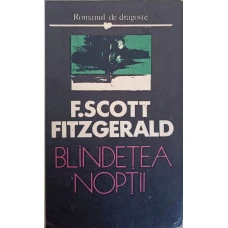 Romanul de dragoste
F. SCOTT
FITZGERALD
BLÎNDEȚEA
NOPȚII